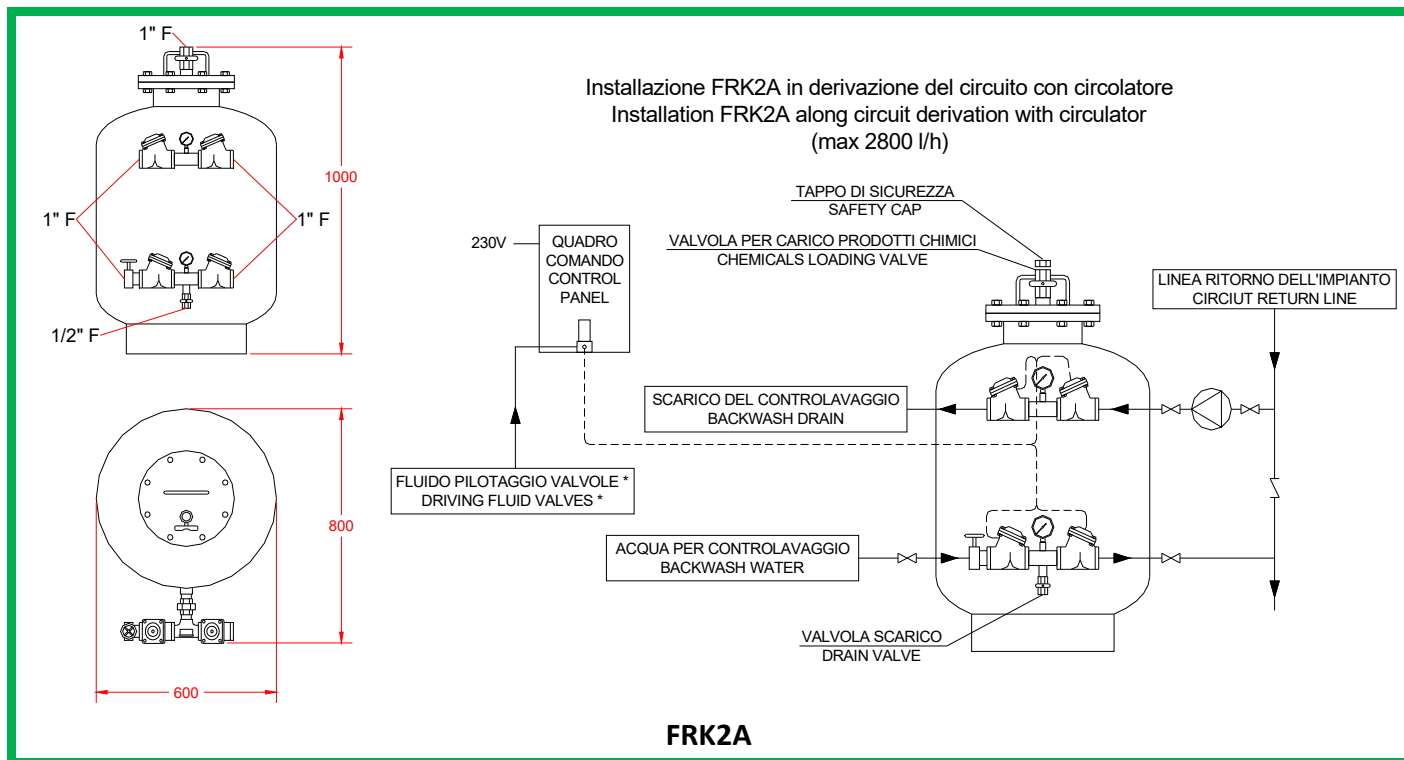 1" F
1000
1" F
1" F
1/2" F
800
600
Installazione FRK2A in derivazione del circuito con circolatore
Installation FRK2A along circuit derivation with circulator
(max 2800 l/h)
TAPPO DI SICUREZZA
SAFETY CAP
230V
QUADRO
COMANDO
CONTROL
PANEL
VALVOLA PER CARICO PRODOTTI CHIMICI
CHEMICALS LOADING VALVE
LINEA RITORNO DELL'IMPIANTO
CIRCIUT RETURN LINE
SCARICO DEL CONTROLAVAGGIO
BACKWASH DRAIN
FLUIDO PILOTAGGIO VALVOLE *
DRIVING FLUID VALVES *
ACQUA PER CONTROLAVAGGIO
BACKWASH WATER
VALVOLA SCARICO
DRAIN VALVE
FRK2A